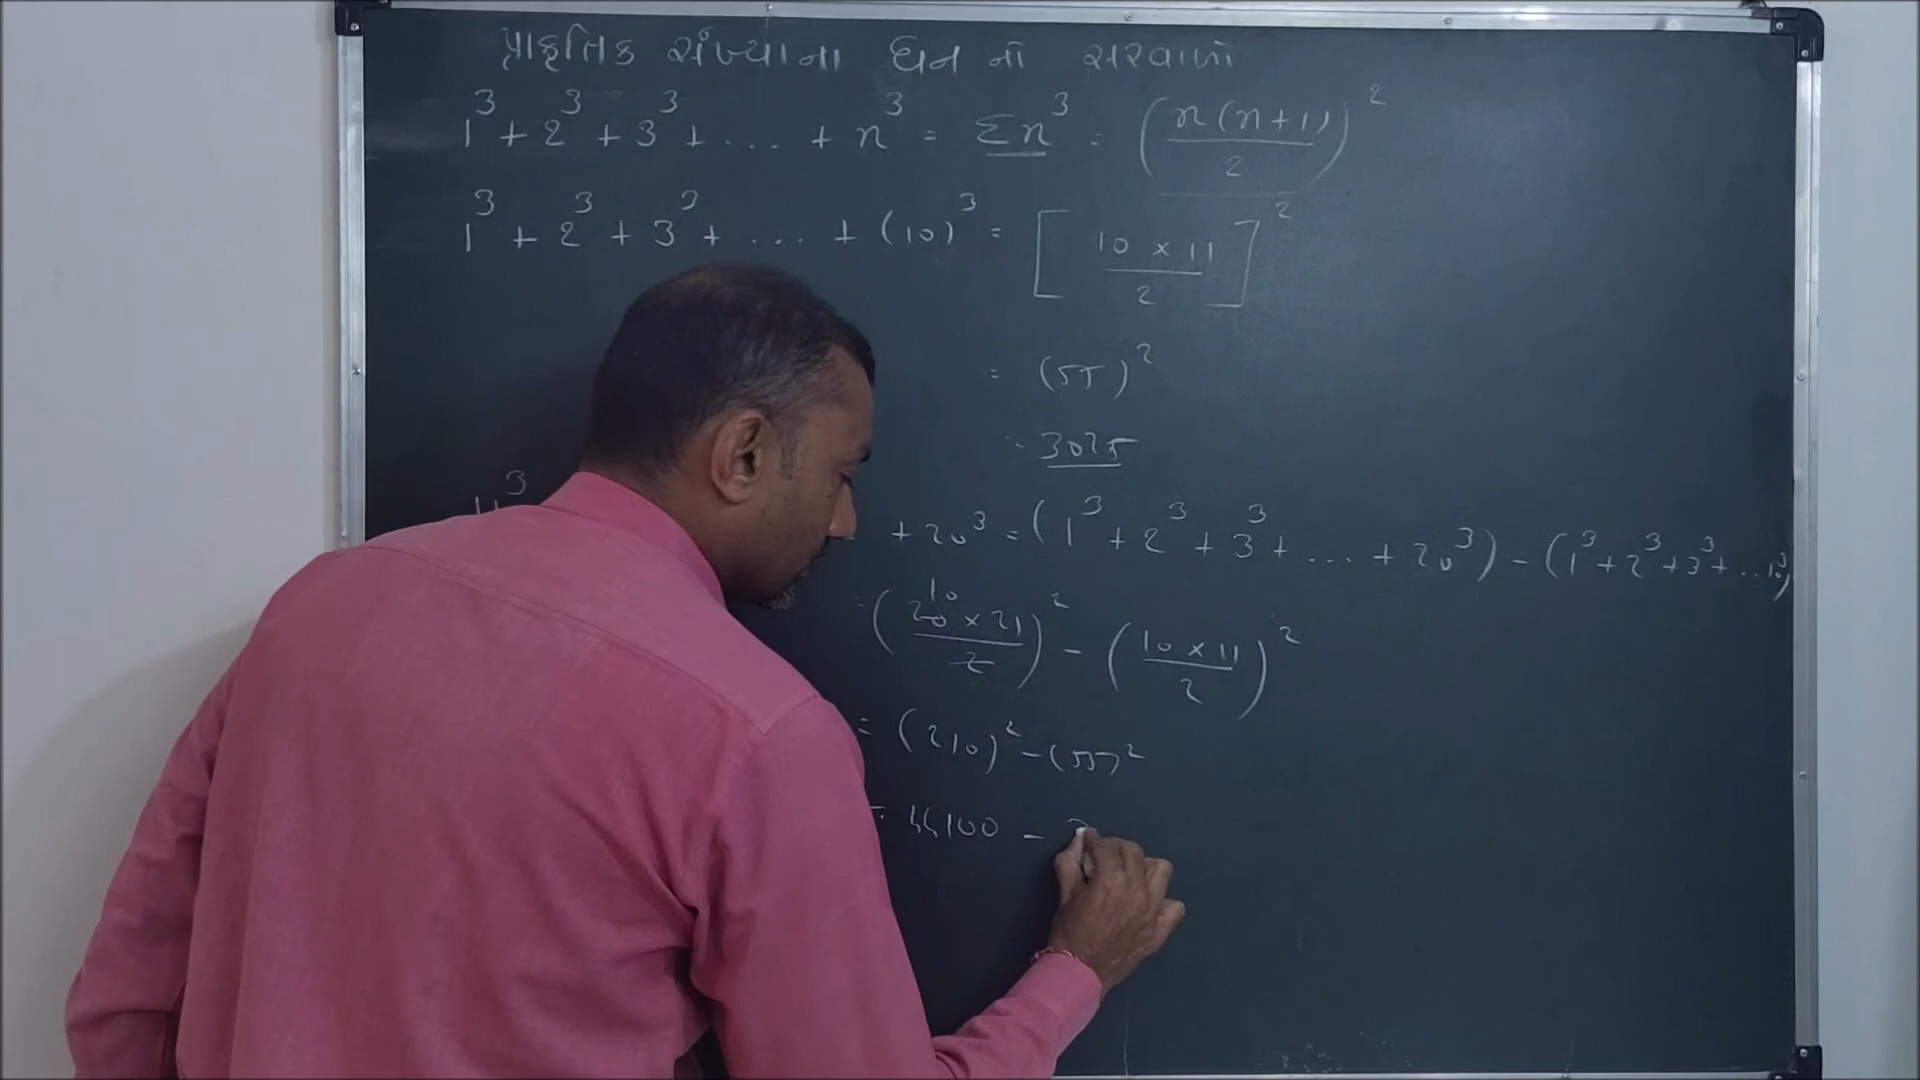 પ્રાકૃતિક સંખ્યાના ઘન નો સરવાળો
1³ + 2³ + 3³ + ... + n³ = Σn³ = (n(n+1)/2)²
1³ + 2³ + 3³ + ... + (10)³ = [10 × 11/2]²
= (55)²
= 3025
11³ + 20³ = (1³ + 2³ + 3³ + ... + 20³) - (1³ + 2³ + 3³ + ... 10³)
= (20 10 × 21/2)² - (10 × 11/2)²
= (210)² - (55)²
= 44100 -